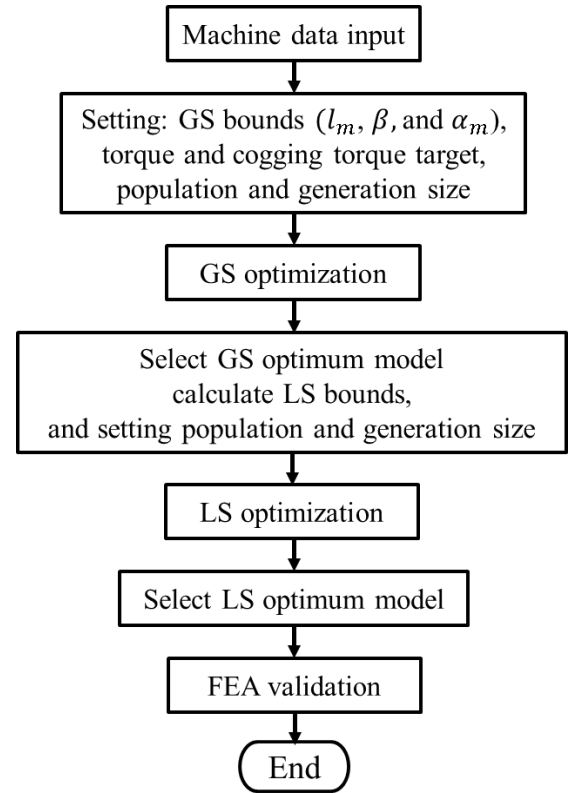 Machine data input
Setting: GS bounds (lₘ, β, and αₘ),
torque and cogging torque target,
population and generation size
GS optimization
Select GS optimum model
calculate LS bounds,
and setting population and generation size
LS optimization
Select LS optimum model
FEA validation
End